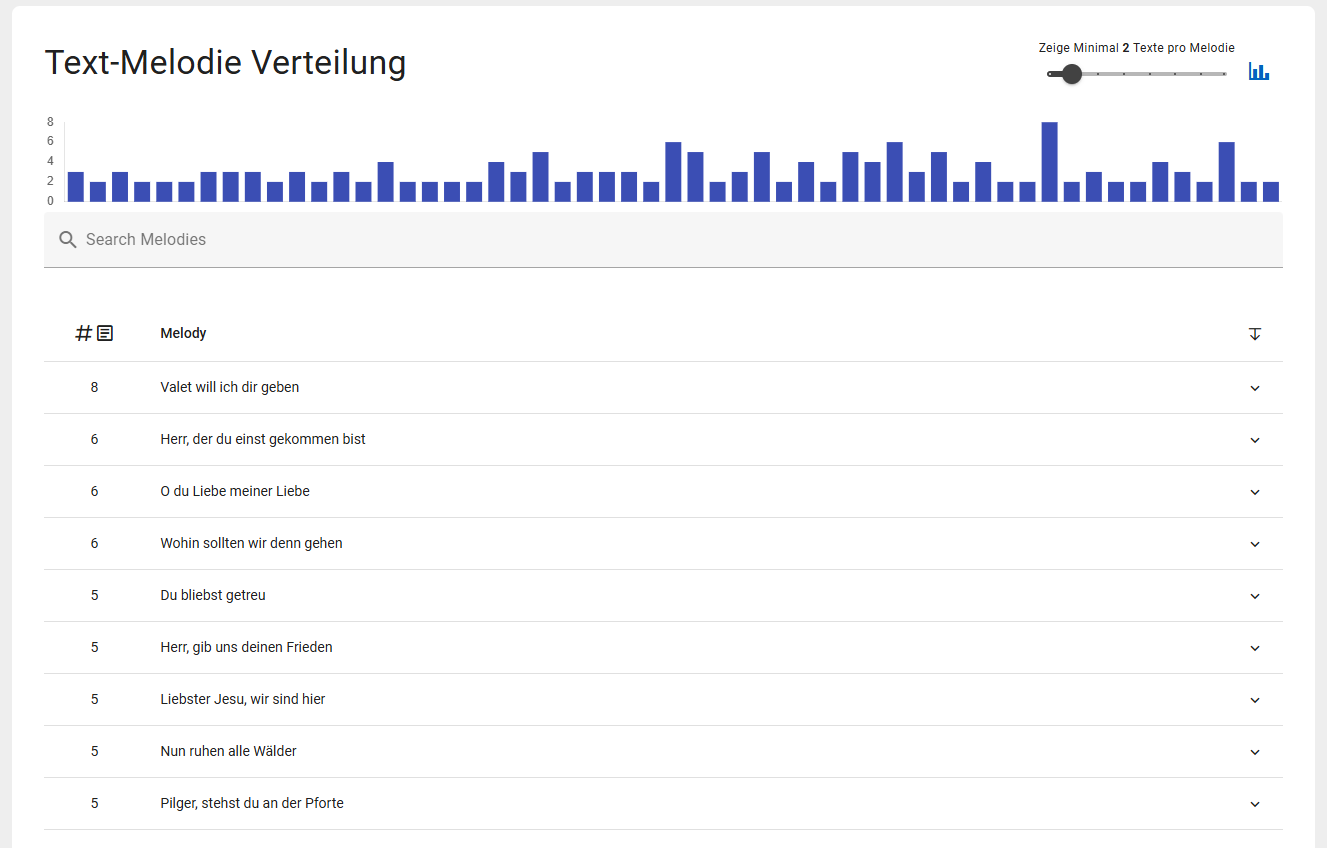 Text-Melodie Verteilung
Zeige Minimal 2 Texte pro Melodie
8
6
4
2
0
Search Melodies
# Melody
8 Valet will ich dir geben
6 Herr, der du einst gekommen bist
6 O du Liebe meiner Liebe
6 Wohin sollten wir denn gehen
5 Du bliebst getreu
5 Herr, gib uns deinen Frieden
5 Liebster Jesu, wir sind hier
5 Nun ruhen alle Wälder
5 Pilger, stehst du an der Pforte